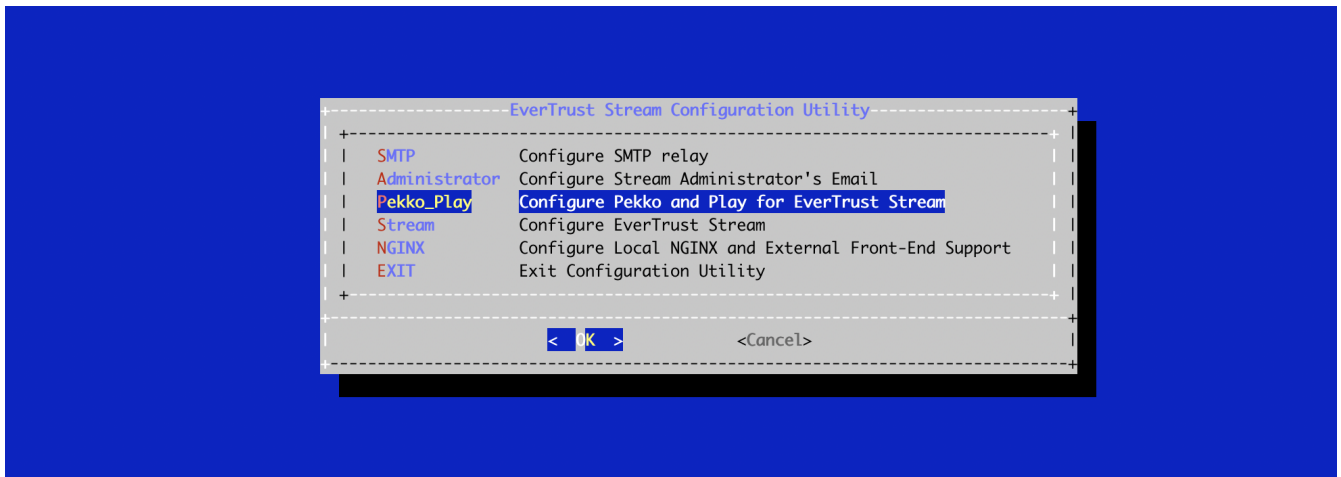 EverTrust Stream Configuration Utility
SMTP Configure SMTP relay
Administrator Configure Stream Administrator's Email
Pekko_Play Configure Pekko and Play for EverTrust Stream
Stream Configure EverTrust Stream
NGINX Configure Local NGINX and External Front-End Support
EXIT Exit Configuration Utility
< OK > <Cancel>